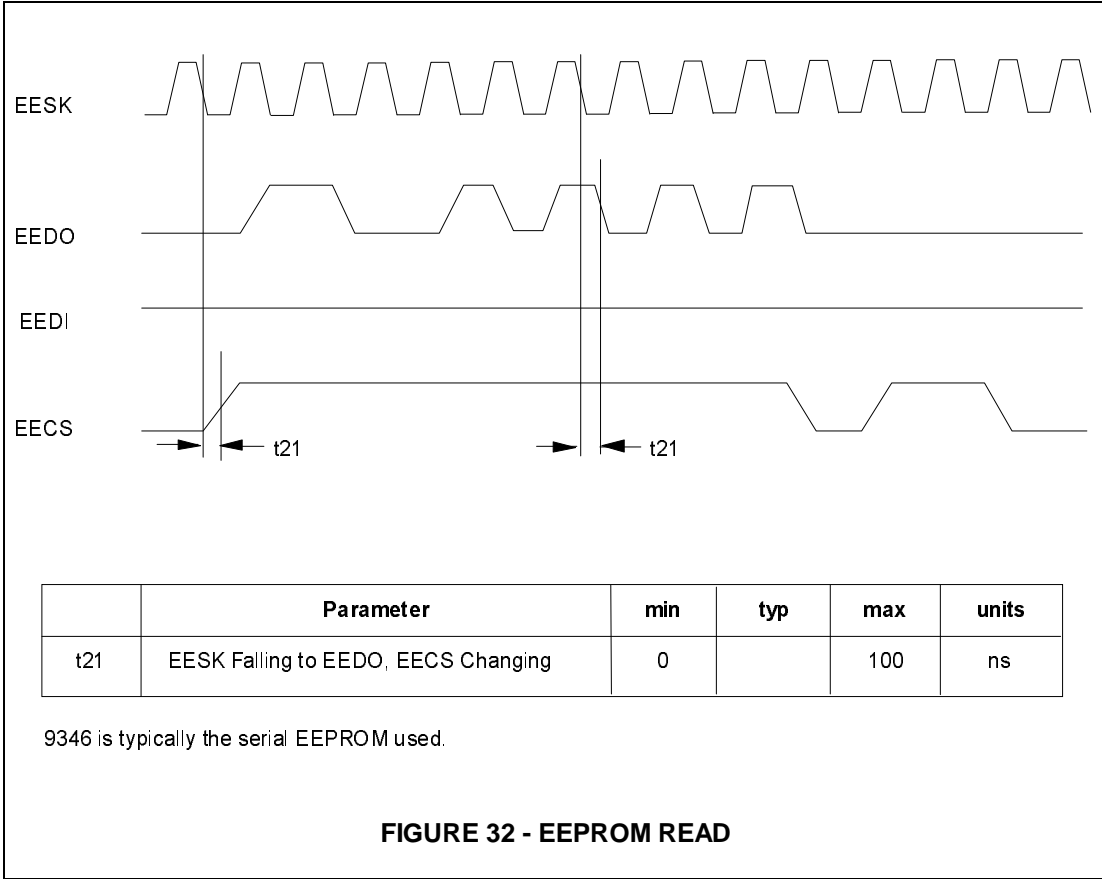 EESK
EEDO
EEDI
EECS
t21 t21
Parameter min typ max units
t21 EESK Falling to EEDO, EECS Changing 0 100 ns
9346 is typically the serial EEPROM used.
FIGURE 32 - EEPROM READ